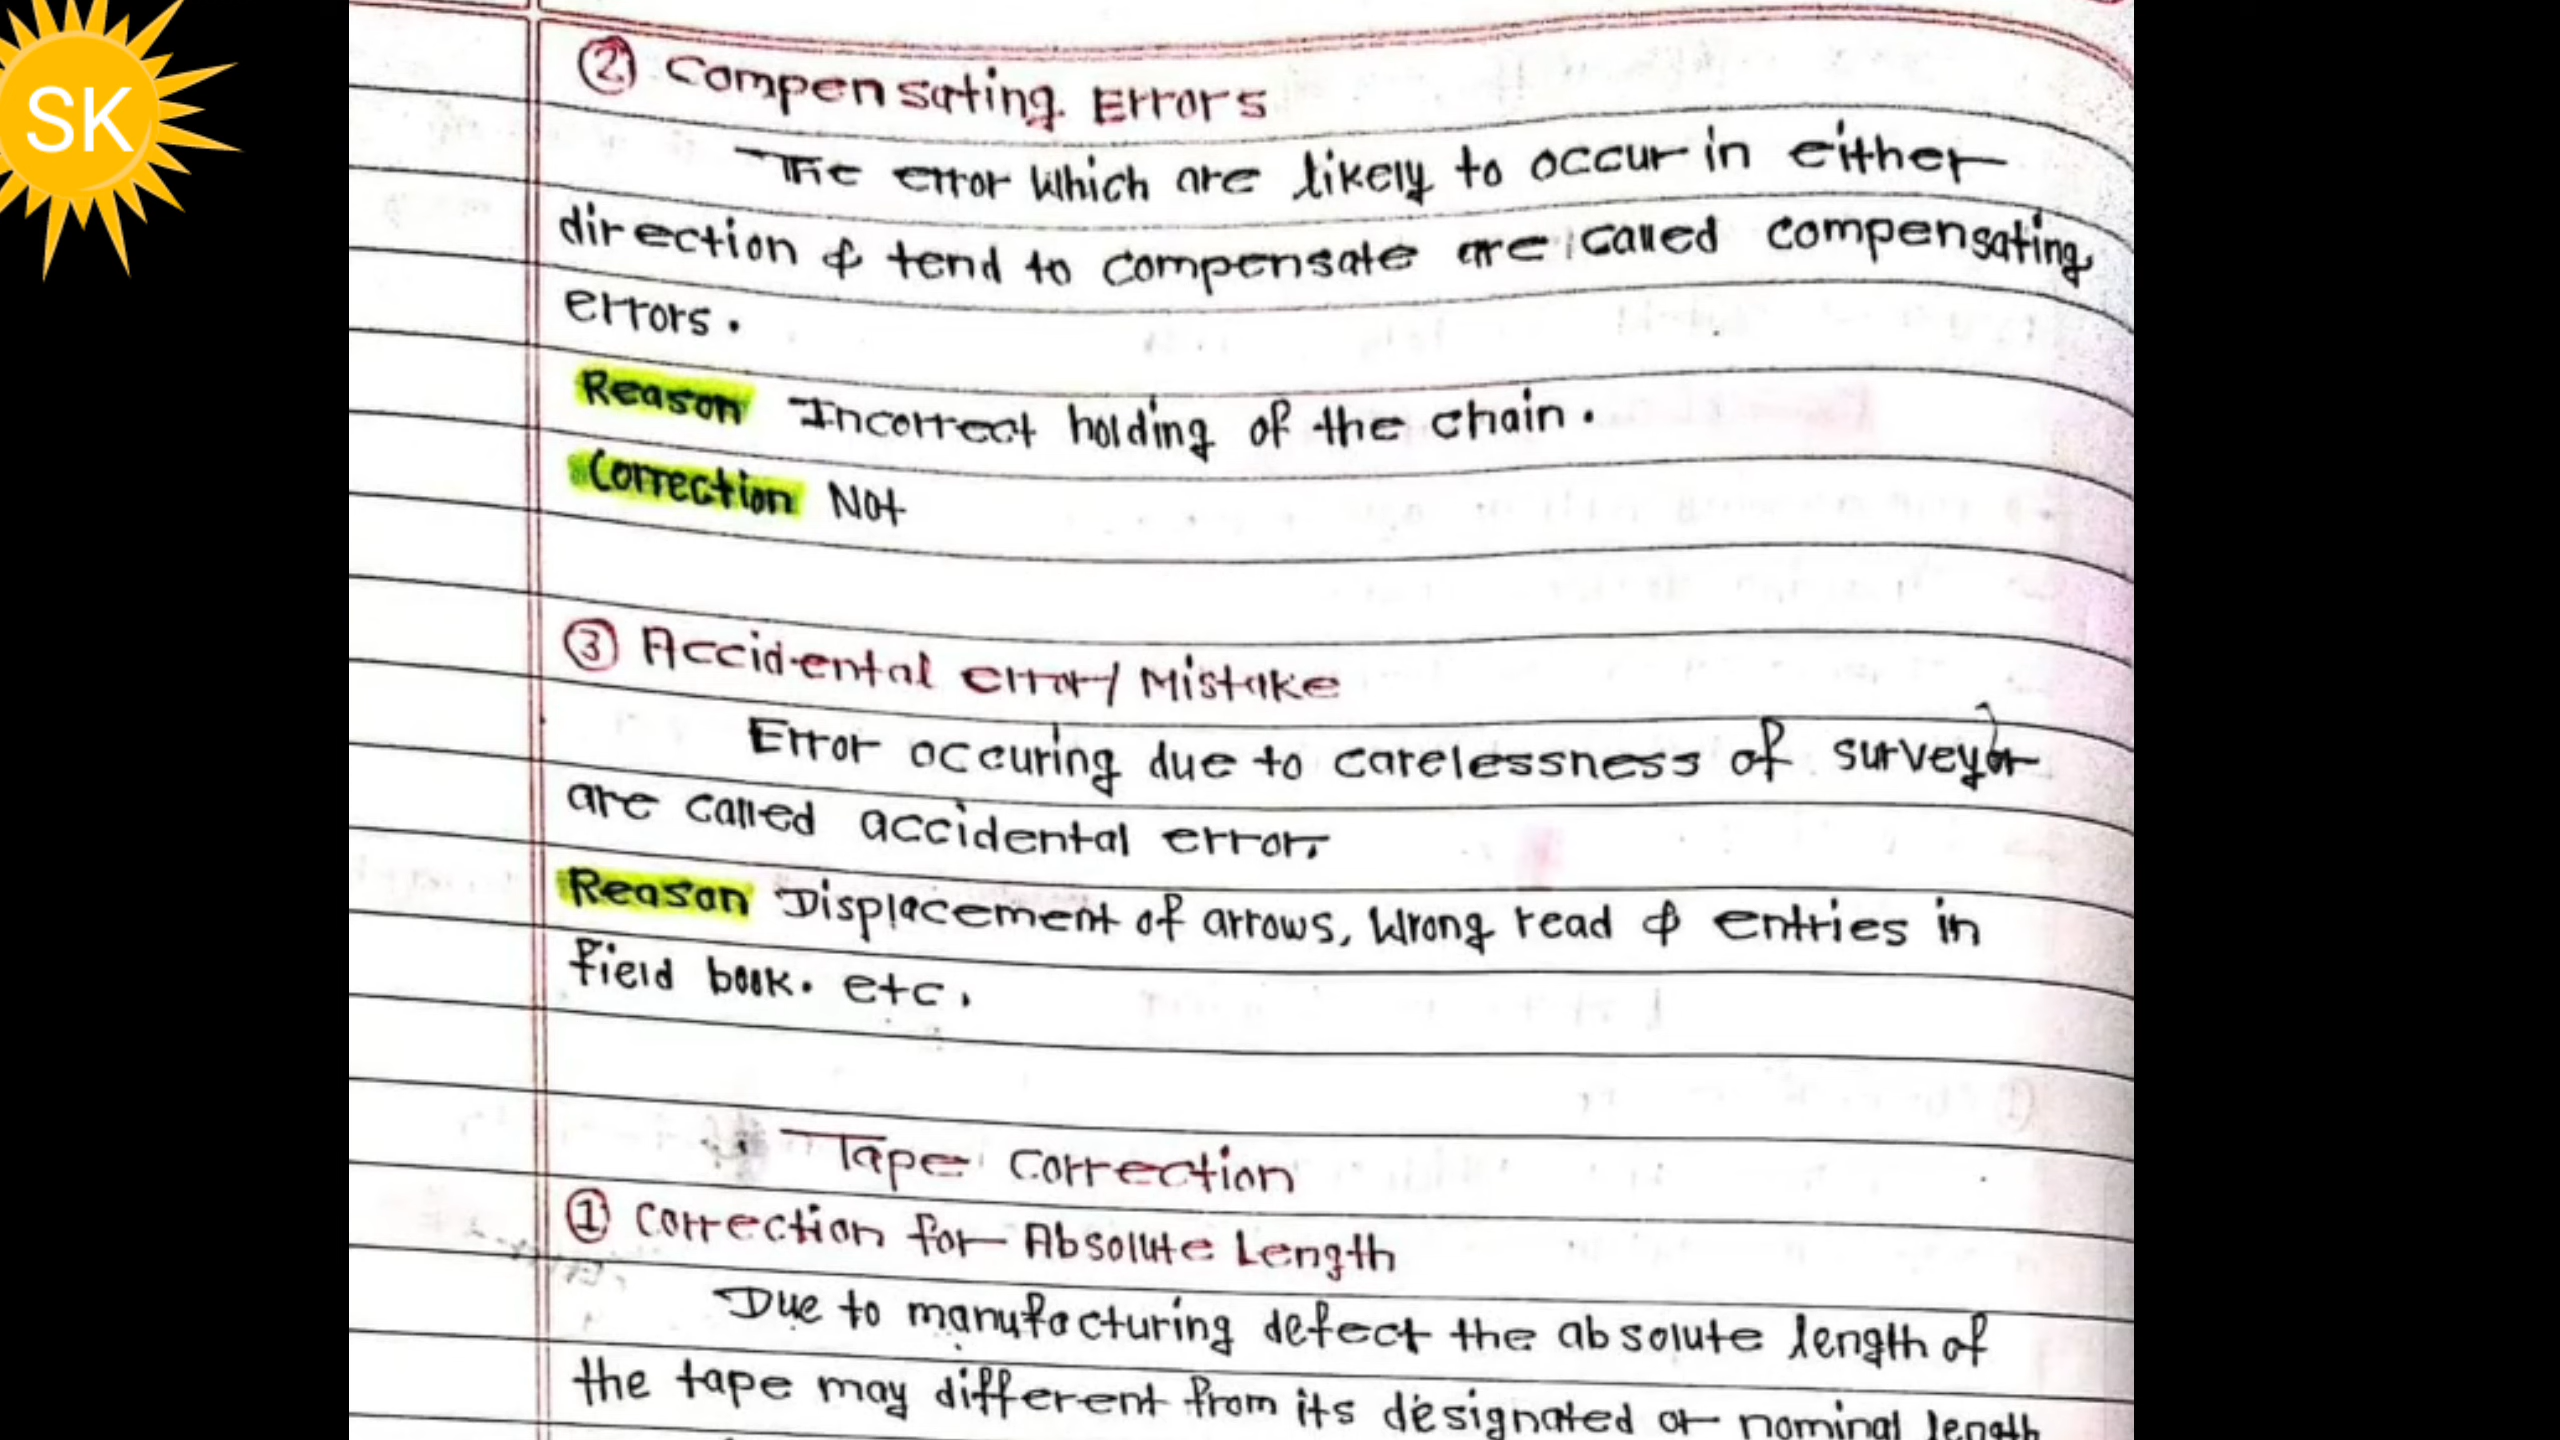 SK
② Compensating Errors
The error which are likely to occur in either
direction & tend to compensate are called compensating
errors.
Reason Incorrect holding of the chain.
Correction Not
③ Accidental error/ Mistake
Error occuring due to carelessness of surveyor
are called accidental error.
Reason Displacement of arrows, Wrong read & entries in
field book. etc.
Tape correction
① correction for Absolute Length
Due to manufacturing defect the absolute length of
the tape may different from its designated or nominal length